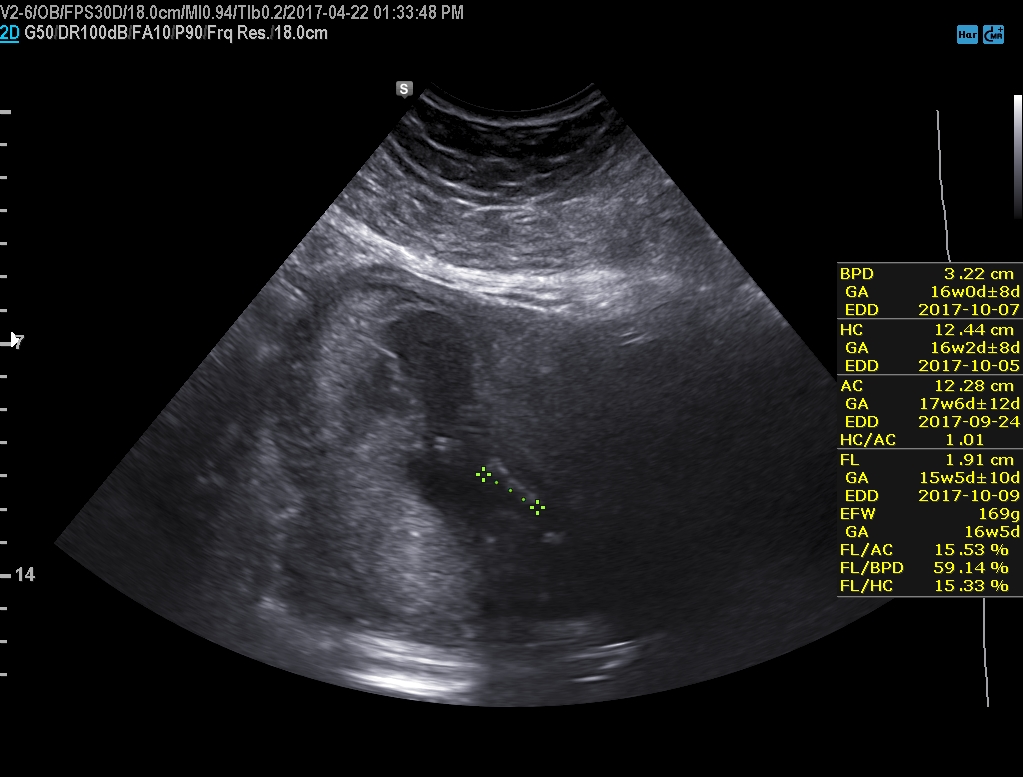 V2-6/OB/FPS30D/18.0cm/MI0.94/TIb0.2/2017-04-22 01:33:48 PM
2D G50/DR100dB/FA10/P90/Frq Res./18.0cm
Har
S
7
14
BPD 3.22 cm
GA 16w0d±8d
EDD 2017-10-07
HC 12.44 cm
GA 16w2d±8d
EDD 2017-10-05
AC 12.28 cm
GA 17w6d±12d
EDD 2017-09-24
HC/AC 1.01
FL 1.91 cm
GA 15w5d±10d
EDD 2017-10-09
EFW 169g
GA 16w5d
FL/AC 15.53 %
FL/BPD 59.14 %
FL/HC 15.33 %